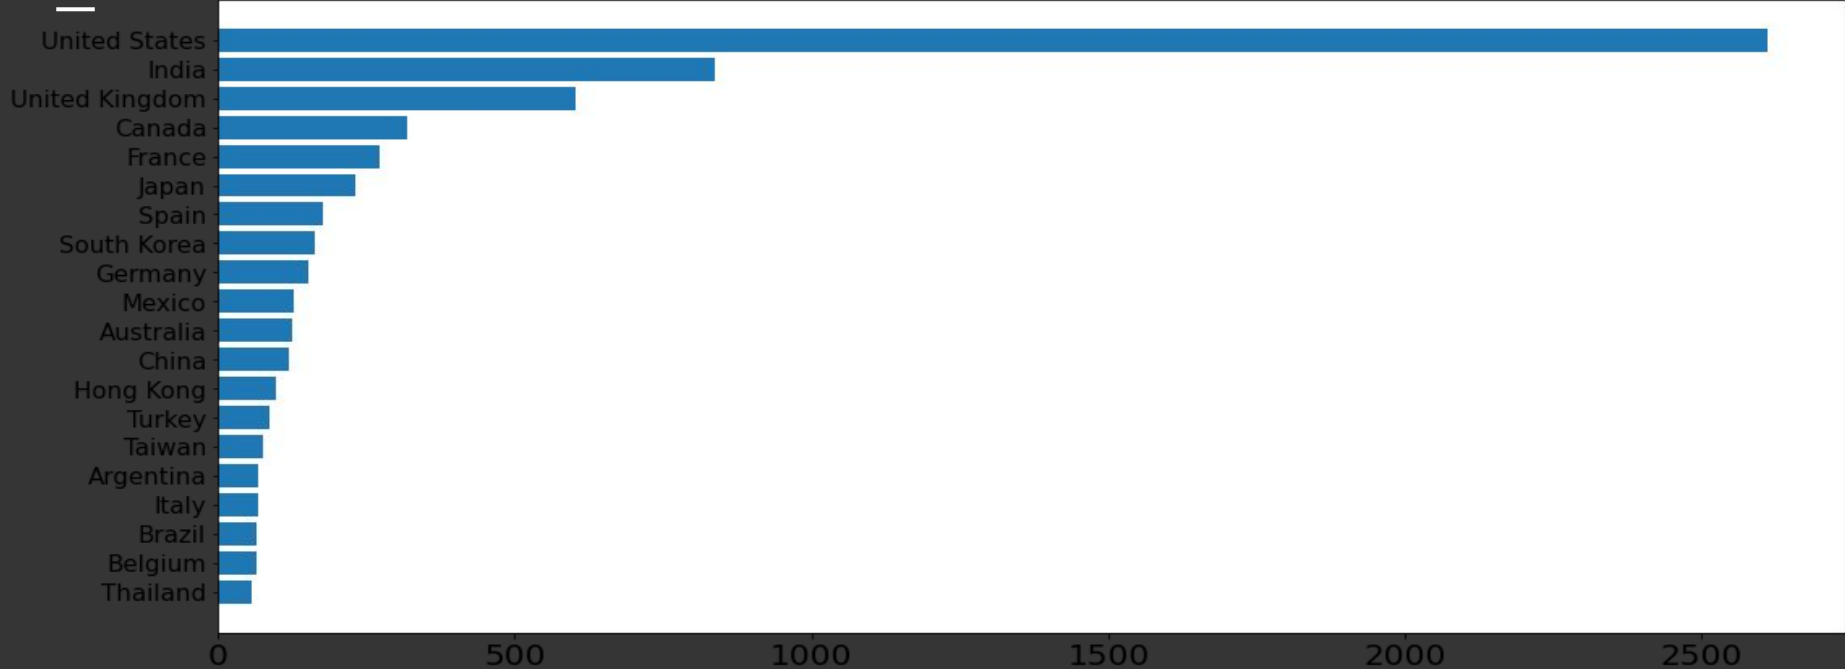 United States
India
United Kingdom
Canada
France
Japan
Spain
South Korea
Germany
Mexico
Australia
China
Hong Kong
Turkey
Taiwan
Argentina
Italy
Brazil
Belgium
Thailand
0 500 1000 1500 2000 2500